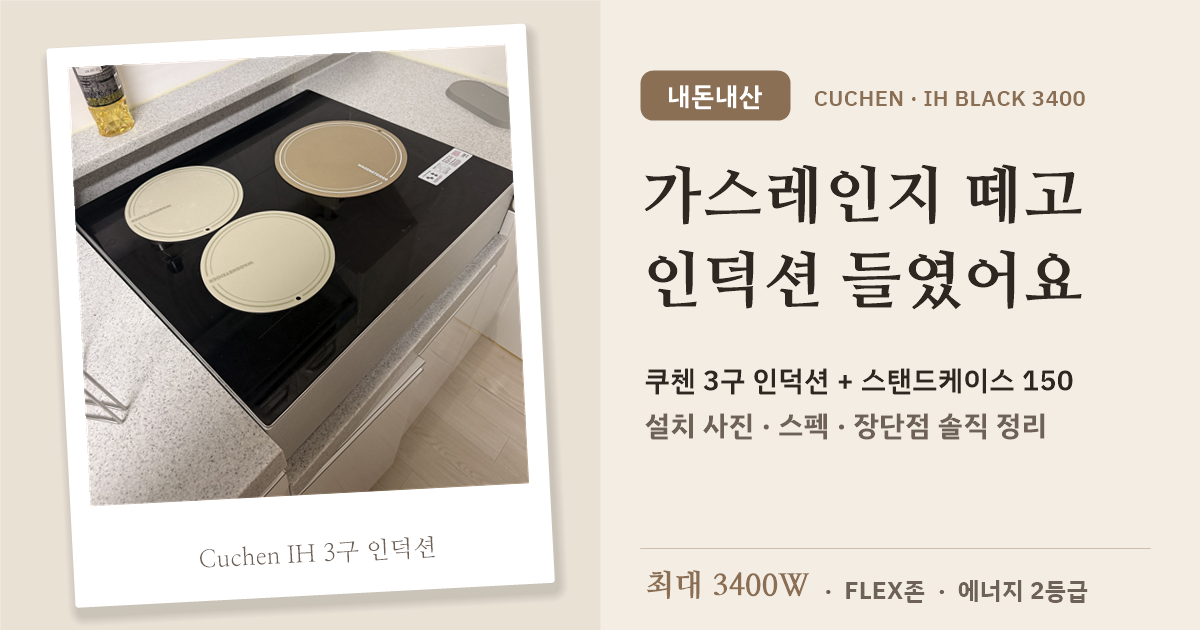 내돈내산
CUCHEN · IH BLACK 3400
가스레인지 떼고
인덕션 들였어요
쿠첸 3구 인덕션 + 스탠드케이스 150
설치 사진 · 스펙 · 장단점 솔직 정리
최대 3400W · FLEX존 · 에너지 2등급
Cuchen IH 3구 인덕션